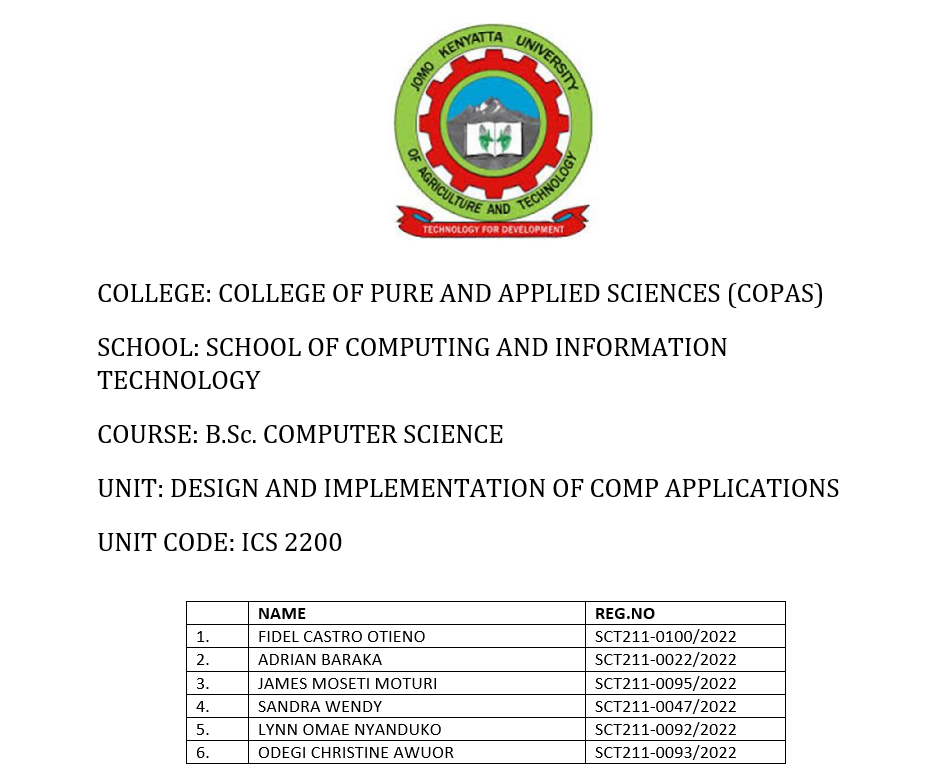 JOMO KENYATTA UNIVERSITY
OF AGRICULTURE AND TECHNOLOGY
TECHNOLOGY FOR DEVELOPMENT
COLLEGE: COLLEGE OF PURE AND APPLIED SCIENCES (COPAS)
SCHOOL: SCHOOL OF COMPUTING AND INFORMATION
TECHNOLOGY
COURSE: B.Sc. COMPUTER SCIENCE
UNIT: DESIGN AND IMPLEMENTATION OF COMP APPLICATIONS
UNIT CODE: ICS 2200
NAME REG.NO
1. FIDEL CASTRO OTIENO SCT211-0100/2022
2. ADRIAN BARAKA SCT211-0022/2022
3. JAMES MOSETI MOTURI SCT211-0095/2022
4. SANDRA WENDY SCT211-0047/2022
5. LYNN OMAE NYANDUKO SCT211-0092/2022
6. ODEGI CHRISTINE AWUOR SCT211-0093/2022